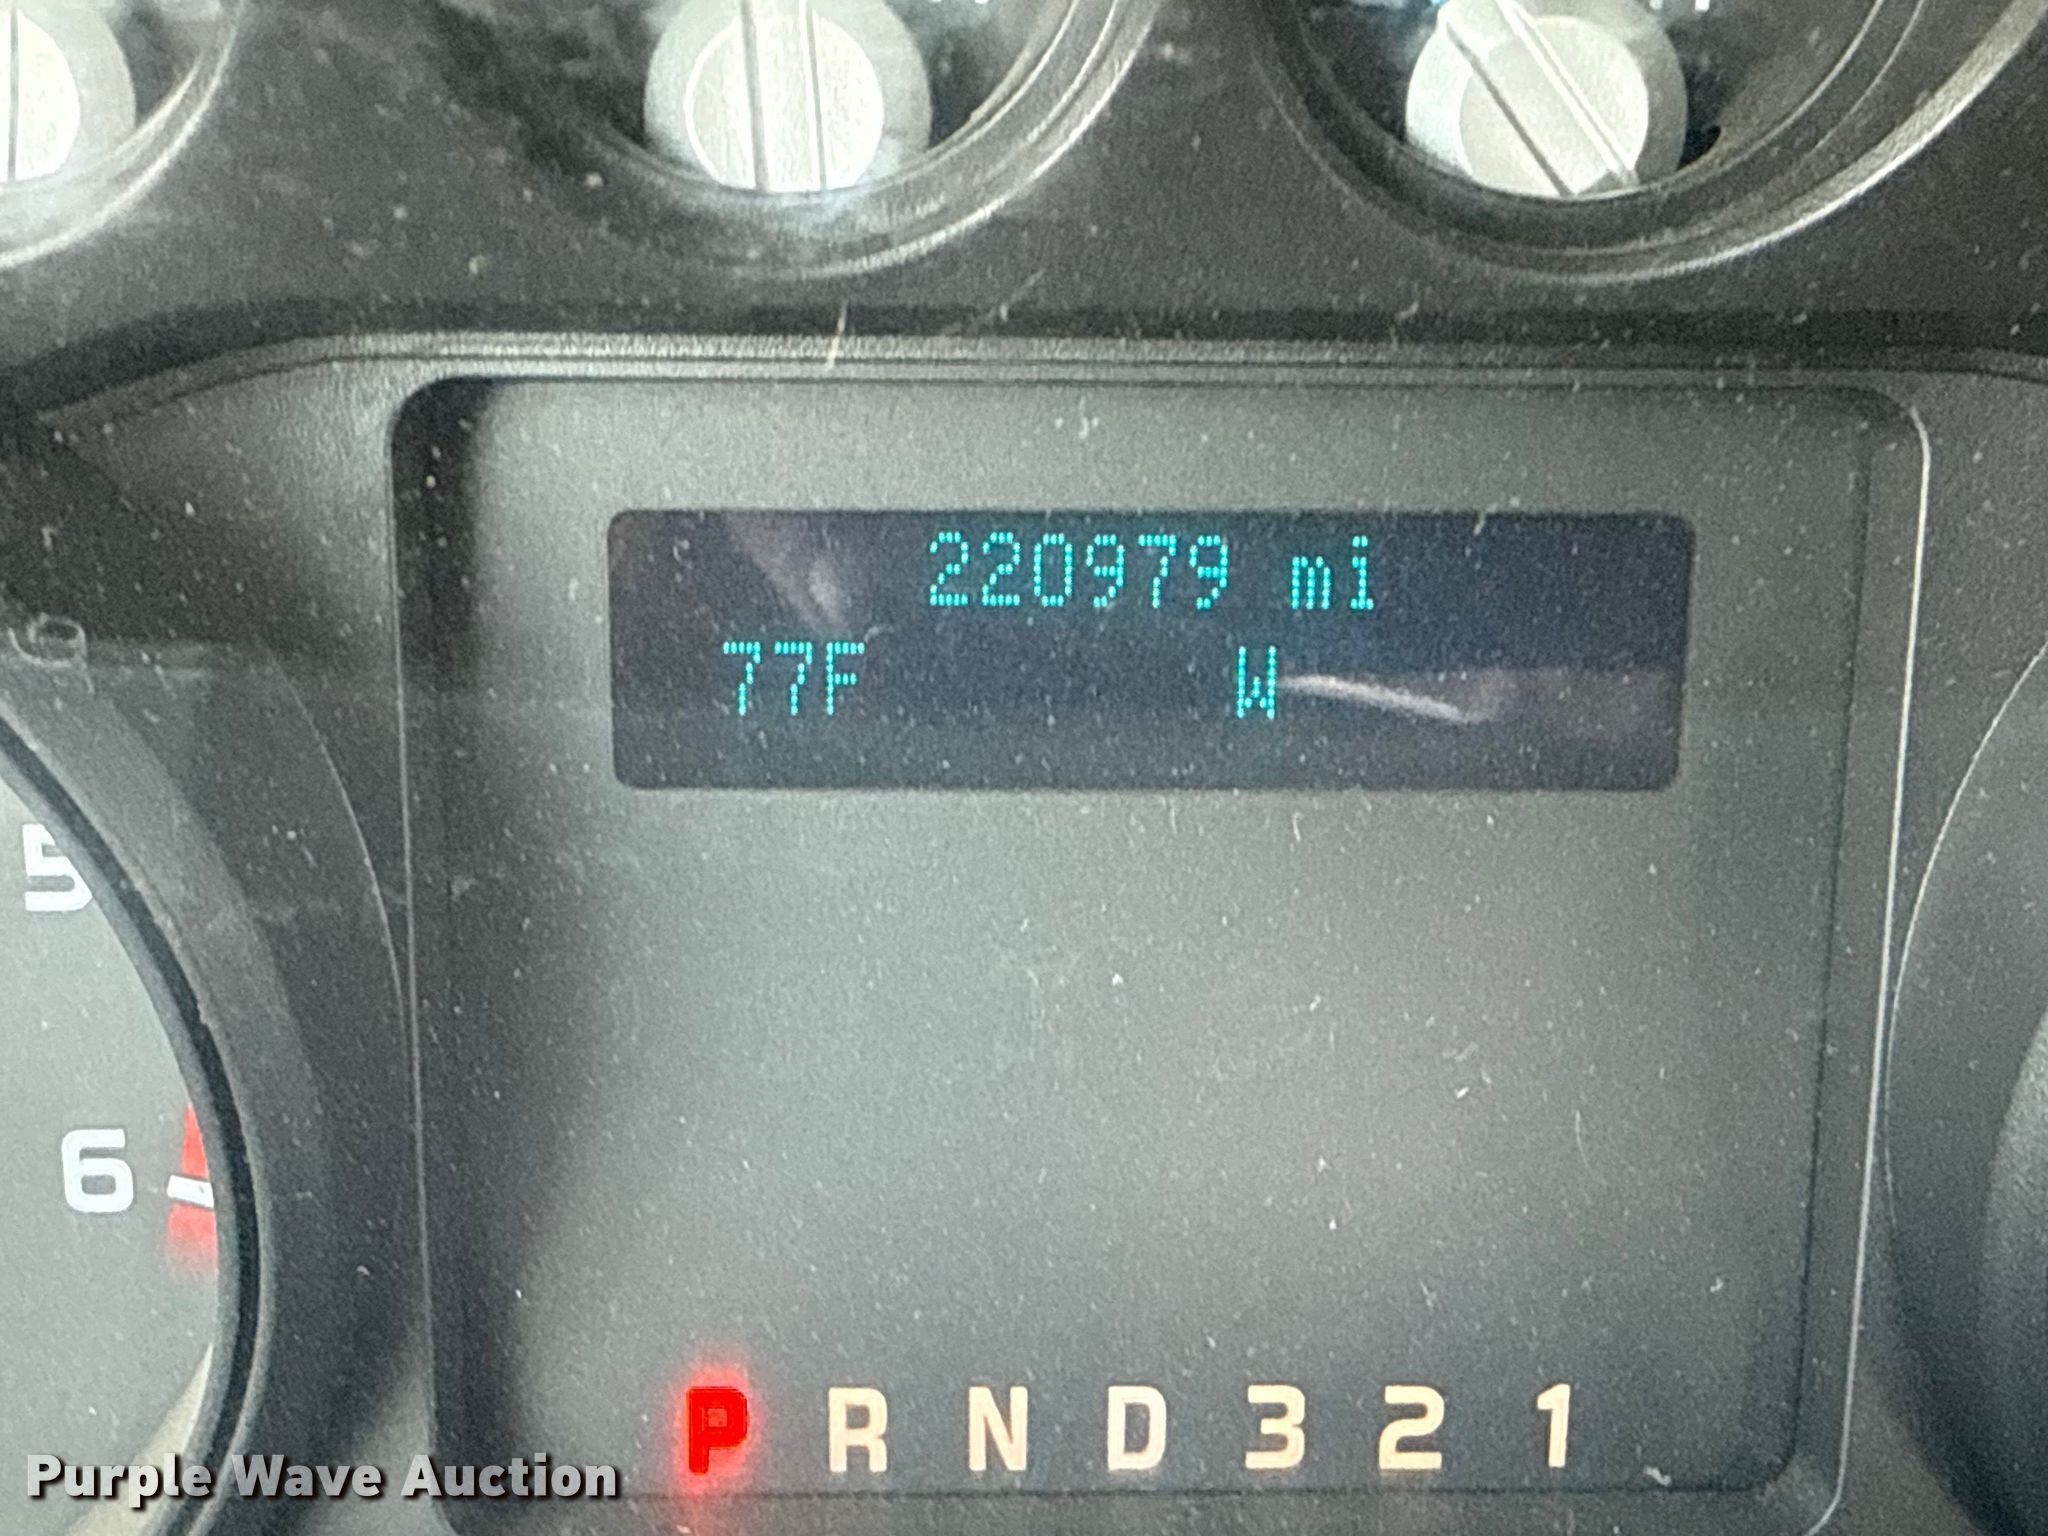 220979 mi
77F W
5
6
P R N D 3 2 1
Purple Wave Auction